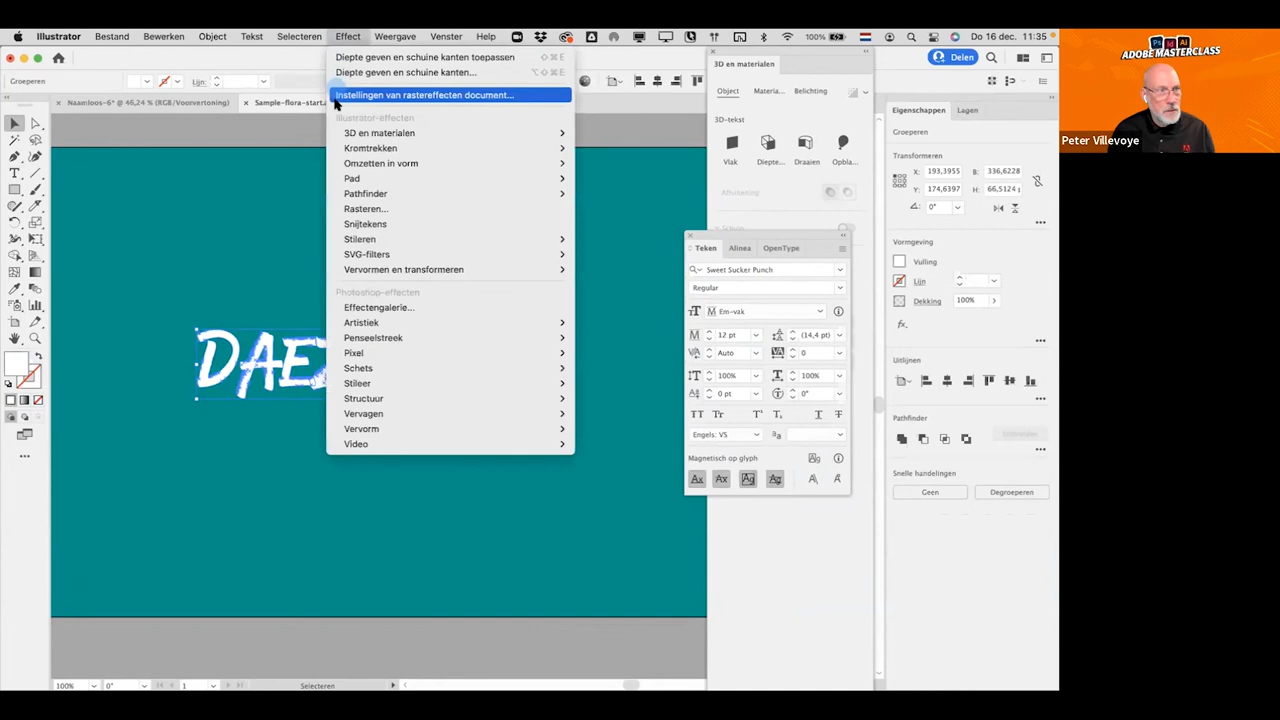 Illustrator Bestand Bewerken Object Tekst Selecteren Effect Weergave Venster Help 100% Do 16 dec. 11:35
Delen
Groeperen Lijn:
Naamloos-6* @ 46,24 % (RGB/Voorvertoning) Sample-flora-start.
Diepte geven en schuine kanten toepassen ⇧⌘E
Diepte geven en schuine kanten... ⌥⇧⌘E
Instellingen van rastereffecten document...
Illustrator-effecten
3D en materialen
Kromtrekken
Omzetten in vorm
Pad
Pathfinder
Rasteren...
Snijtekens
Stileren
SVG-filters
Vervormen en transformeren
Photoshop-effecten
Effectengalerie...
Artistiek
Penseelstreek
Pixel
Schets
Stileer
Structuur
Vervagen
Vervorm
Video
DAE
3D en materialen
Object Materia... Belichting
3D-tekst
Vlak Diepte... Draaien Opbla...
Teken Alinea OpenType
Sweet Sucker Punch
Regular
Em-vak
12 pt (14,4 pt)
Auto 0
100% 100%
0 pt 0°
Engels: VS
Magnetisch op glyph
Eigenschappen Lagen
Groeperen
Transformeren
X: 193,3955 B: 336,6228
Y: 174,6397 H: 66,5124
0°
Vormgeving
Vulling
Lijn
Dekking 100%
fx.
Uitlijnen
Pathfinder
Snelle handelingen
Geen Degroeperen
100% 0° 1 Selecteren
Ps Id Ai
ADOBE MASTERCLASS
Peter Villevoye